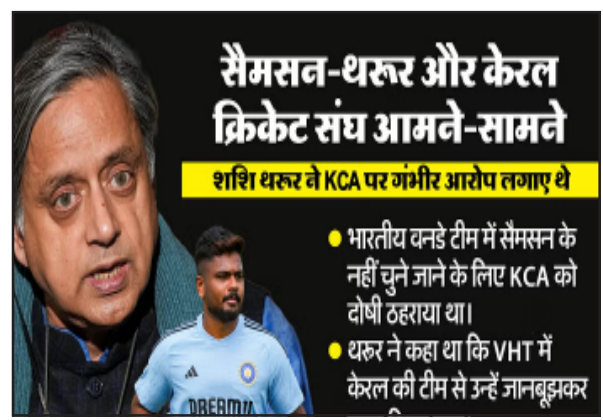 सैमसन-थरूर और केरल
क्रिकेट संघ आमने-सामने
शशि थरूर ने KCA पर गंभीर आरोप लगाए थे
भारतीय वनडे टीम में सैमसन के
नहीं चुने जाने के लिए KCA को
दोषी ठहराया था।
थरूर ने कहा था कि VHT में
केरल की टीम से उन्हें जानबूझकर
DREAM11